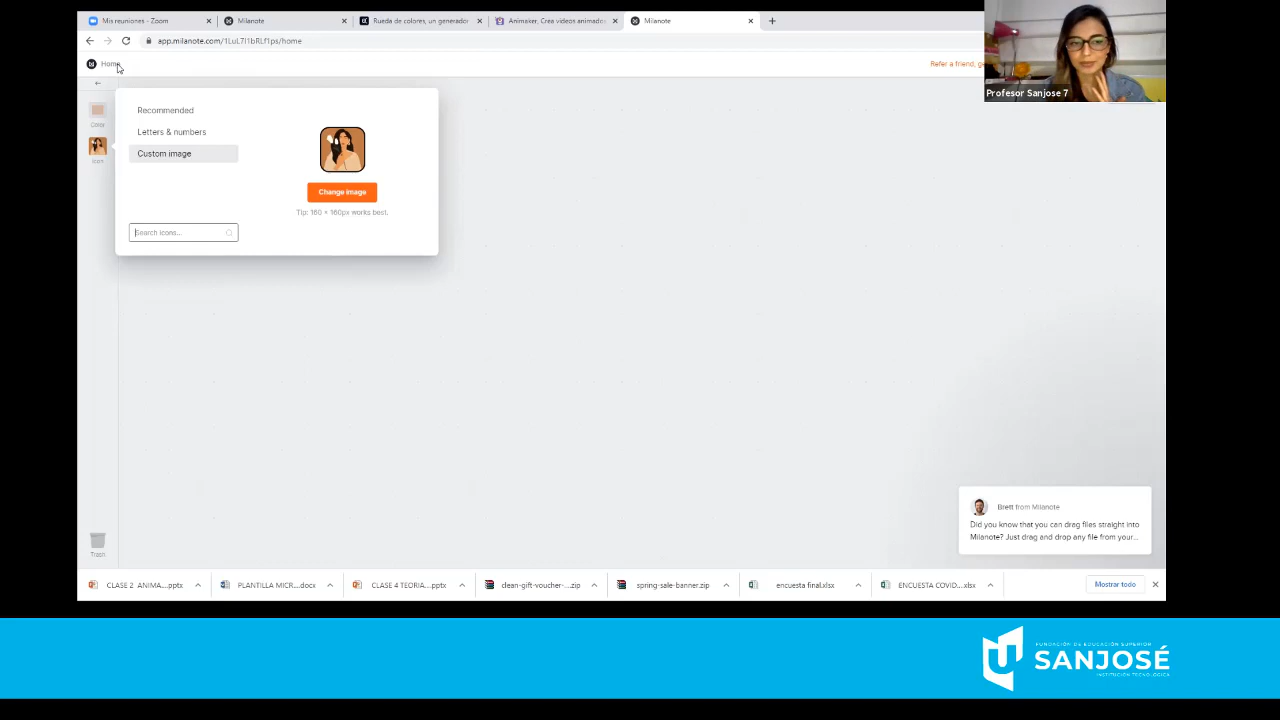 Mis reuniones - Zoom
Milanote
Rueda de colores, un generador
Animaker, Crea videos animados
Milanote
app.milanote.com/1LuL7I1bRLf1ps/home
Home
Refer a friend, ge
Profesor Sanjose 7
Color
Icon
Recommended
Letters & numbers
Custom image
Search icons...
Change image
Tip: 160 × 160px works best.
Trash
Brett from Milanote
Did you know that you can drag files straight into
Milanote? Just drag and drop any file from your...
CLASE 2 ANIMA....pptx
PLANTILLA MICR....docx
CLASE 4 TEORIA....pptx
clean-gift-voucher-....zip
spring-sale-banner.zip
encuesta final.xlsx
ENCUESTA COVID....xlsx
Mostrar todo
FUNDACIÓN DE EDUCACIÓN SUPERIOR
SANJOSÉ
INSTITUCIÓN TECNOLÓGICA